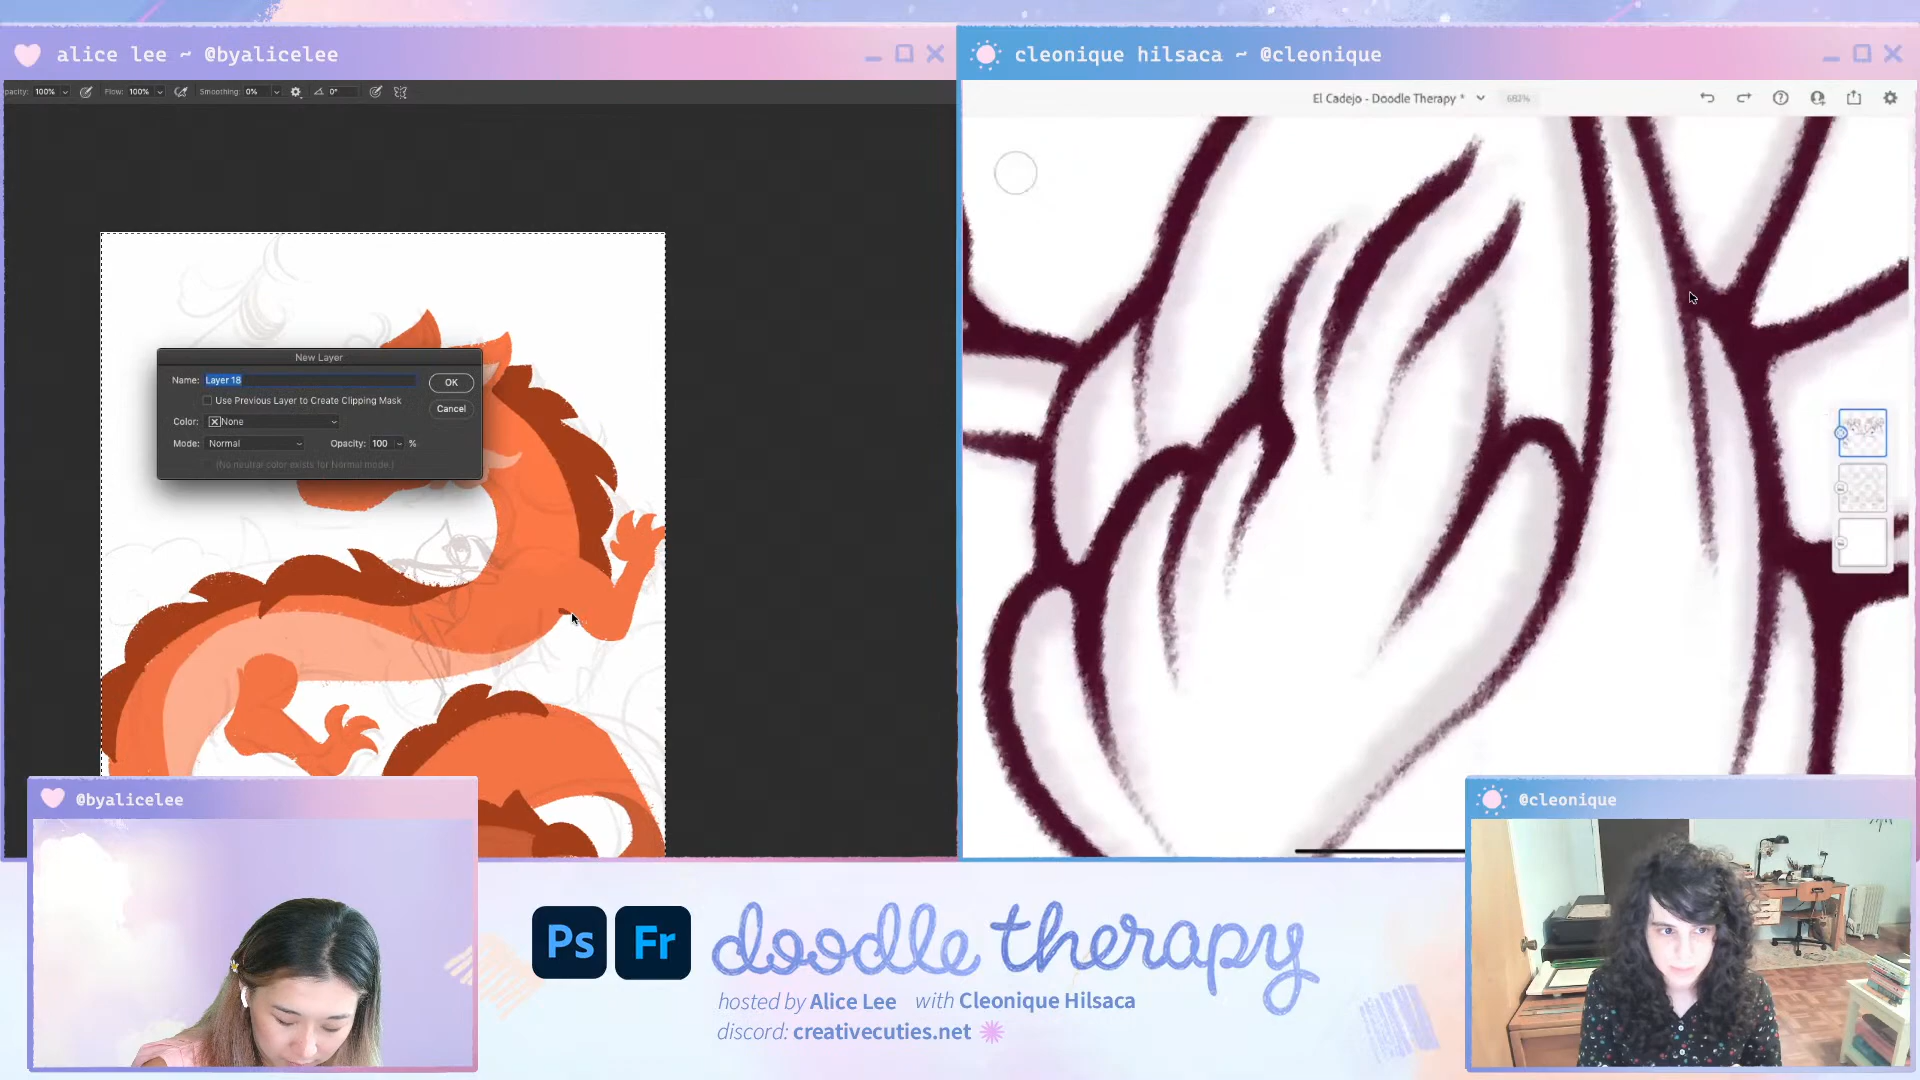 alice lee ~ @byalicelee
cleonique hilsaca ~ @cleonique
pacity: 100% Flow: 100% Smoothing: 0% 0°
El Cadejo - Doodle Therapy * 682%
New Layer
Name: Layer 18
OK
Use Previous Layer to Create Clipping Mask
Cancel
Color: None
Mode: Normal Opacity: 100 %
(No neutral color exists for Normal mode.)
@byalicelee
@cleonique
Ps Fr doodle therapy
hosted by Alice Lee with Cleonique Hilsaca
discord: creativecuties.net